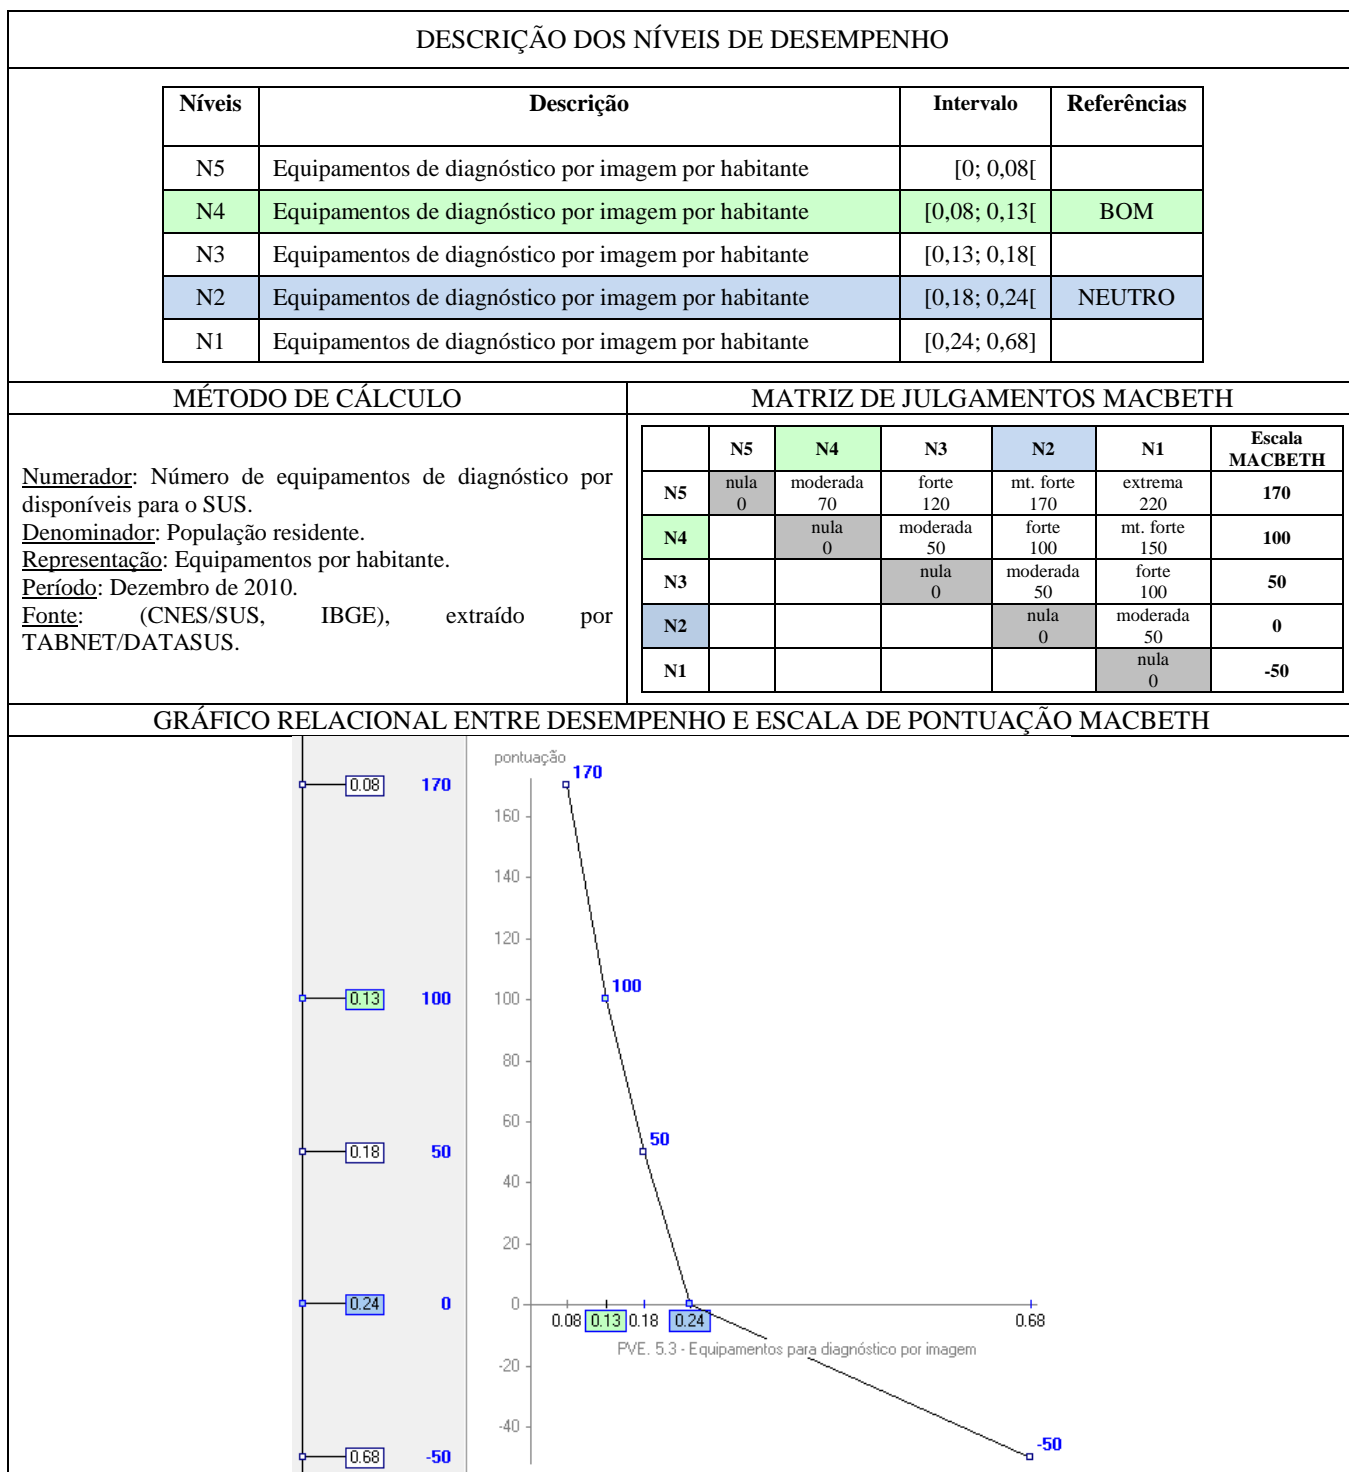 DESCRIÇÃO DOS NÍVEIS DE DESEMPENHO
Níveis Descrição Intervalo Referências
N5 Equipamentos de diagnóstico por imagem por habitante [0; 0,08[
N4 Equipamentos de diagnóstico por imagem por habitante [0,08; 0,13[ BOM
N3 Equipamentos de diagnóstico por imagem por habitante [0,13; 0,18[
N2 Equipamentos de diagnóstico por imagem por habitante [0,18; 0,24[ NEUTRO
N1 Equipamentos de diagnóstico por imagem por habitante [0,24; 0,68]
MÉTODO DE CÁLCULO
Numerador: Número de equipamentos de diagnóstico por
disponíveis para o SUS.
Denominador: População residente.
Representação: Equipamentos por habitante.
Período: Dezembro de 2010.
Fonte: (CNES/SUS, IBGE), extraído por
TABNET/DATASUS.
MATRIZ DE JULGAMENTOS MACBETH
N5 N4 N3 N2 N1 Escala
MACBETH
N5 nula moderada forte mt. forte extrema 170
0 70 120 170 220
N4 nula moderada forte mt. forte 100
0 50 100 150
N3 nula moderada forte 50
0 50 100
N2 nula moderada 0
0 50
N1 nula -50
0
GRÁFICO RELACIONAL ENTRE DESEMPENHO E ESCALA DE PONTUAÇÃO MACBETH
0.08 170
0.13 100
0.18 50
0.24 0
0.68 -50
pontuação
170
160
140
120
100
100
80
60
50
40
20
0
0.08 0.13 0.18 0.24 0.68
PVE. 5.3 - Equipamentos para diagnóstico por imagem
-20
-40
-50